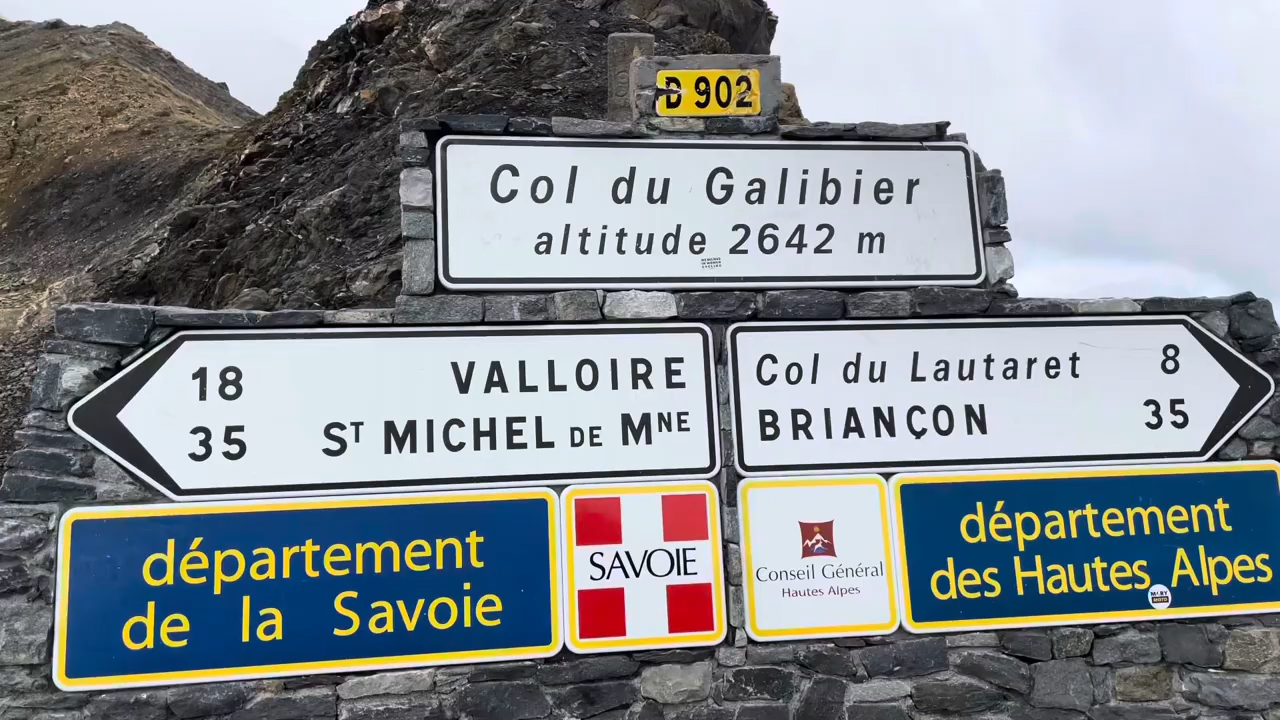 D 902
Col du Galibier
altitude 2642 m
18 VALLOIRE
35 ST MICHEL DE MNE
Col du Lautaret 8
BRIANÇON 35
département
de la Savoie
SAVOIE
Conseil Général
Hautes Alpes
département
des Hautes Alpes